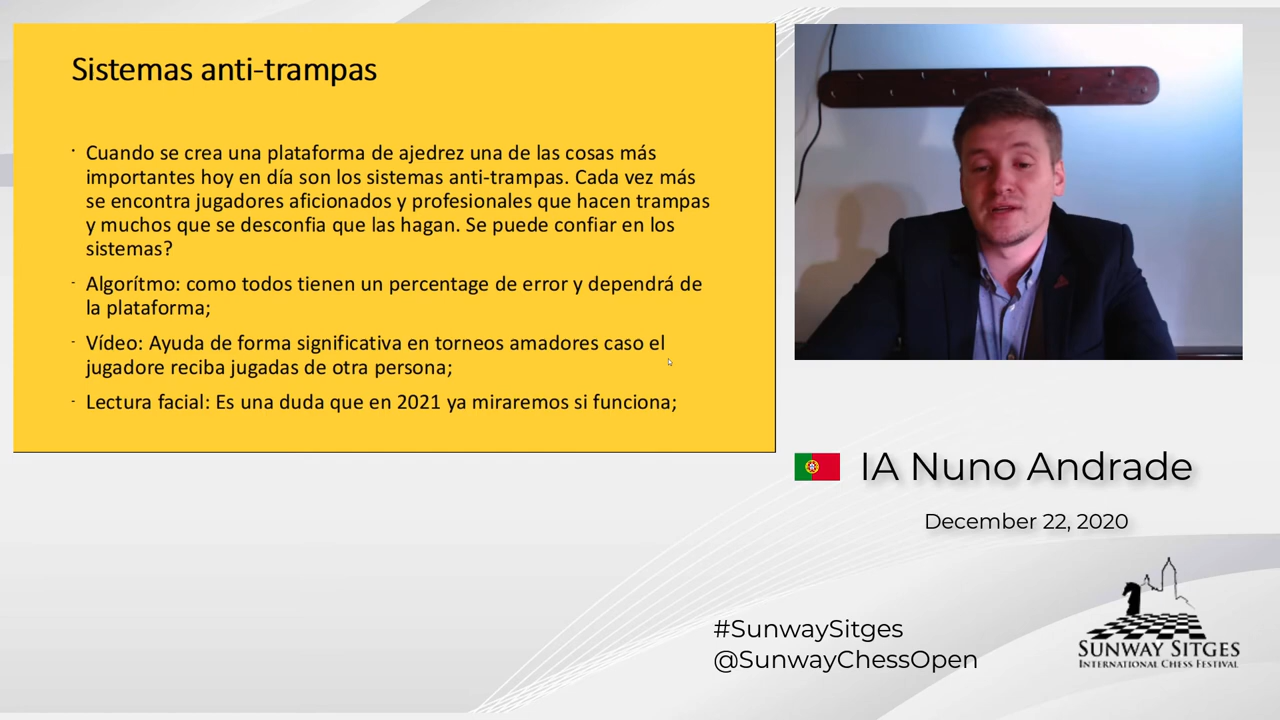 Sistemas anti-trampas
· Cuando se crea una plataforma de ajedrez una de las cosas más
importantes hoy en día son los sistemas anti-trampas. Cada vez más
se encontra jugadores aficionados y profesionales que hacen trampas
y muchos que se desconfia que las hagan. Se puede confiar en los
sistemas?
- Algorítmo: como todos tienen un percentage de error y dependrá de
la plataforma;
- Vídeo: Ayuda de forma significativa en torneos amadores caso el
jugadore reciba jugadas de otra persona;
- Lectura facial: Es una duda que en 2021 ya miraremos si funciona;
IA Nuno Andrade
December 22, 2020
#SunwaySitges
@SunwayChessOpen
SUNWAY SITGES
INTERNATIONAL CHESS FESTIVAL